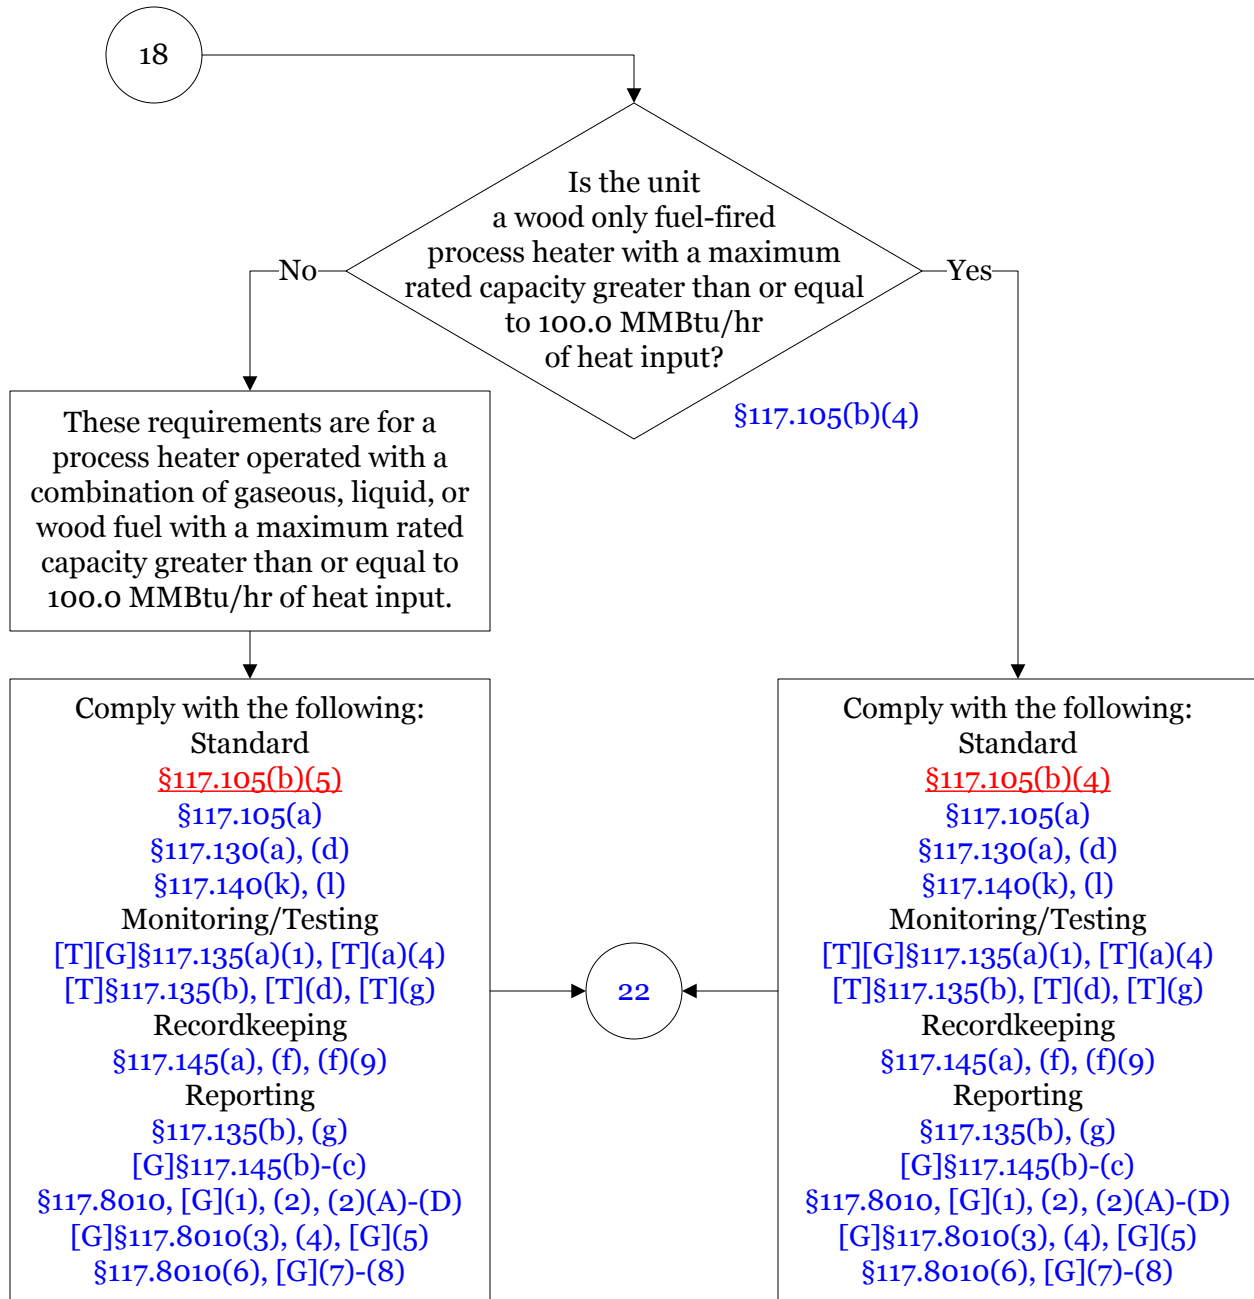 18
Is the unit
a wood only fuel-fired
process heater with a maximum
rated capacity greater than or equal
to 100.0 MMBtu/hr
of heat input?
No
Yes
§117.105(b)(4)
These requirements are for a
process heater operated with a
combination of gaseous, liquid, or
wood fuel with a maximum rated
capacity greater than or equal to
100.0 MMBtu/hr of heat input.
Comply with the following:
Standard
§117.105(b)(5)
§117.105(a)
§117.130(a), (d)
§117.140(k), (l)
Monitoring/Testing
[T][G]§117.135(a)(1), [T](a)(4)
[T]§117.135(b), [T](d), [T](g)
Recordkeeping
§117.145(a), (f), (f)(9)
Reporting
§117.135(b), (g)
[G]§117.145(b)-(c)
§117.8010, [G](1), (2), (2)(A)-(D)
[G]§117.8010(3), (4), [G](5)
§117.8010(6), [G](7)-(8)
22
Comply with the following:
Standard
§117.105(b)(4)
§117.105(a)
§117.130(a), (d)
§117.140(k), (l)
Monitoring/Testing
[T][G]§117.135(a)(1), [T](a)(4)
[T]§117.135(b), [T](d), [T](g)
Recordkeeping
§117.145(a), (f), (f)(9)
Reporting
§117.135(b), (g)
[G]§117.145(b)-(c)
§117.8010, [G](1), (2), (2)(A)-(D)
[G]§117.8010(3), (4), [G](5)
§117.8010(6), [G](7)-(8)